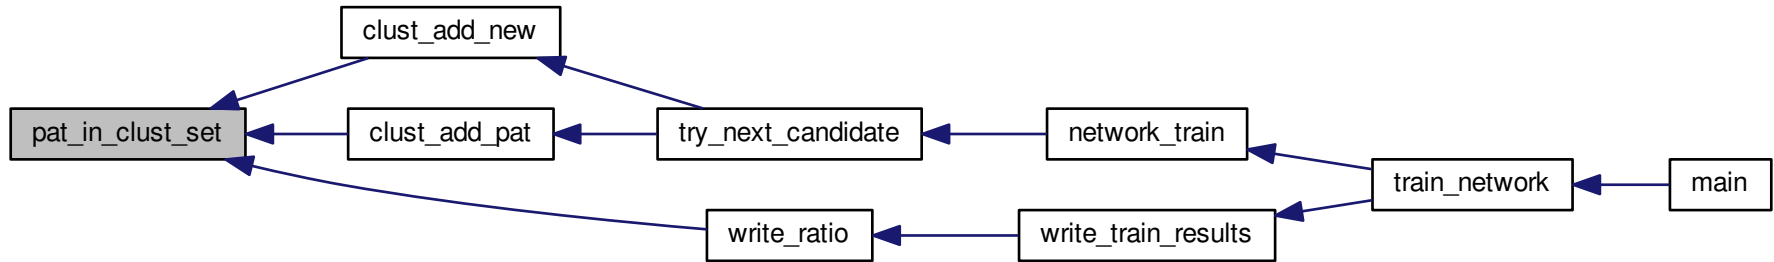 clust_add_new
pat_in_clust_set
clust_add_pat
try_next_candidate
network_train
train_network
main
write_ratio
write_train_results